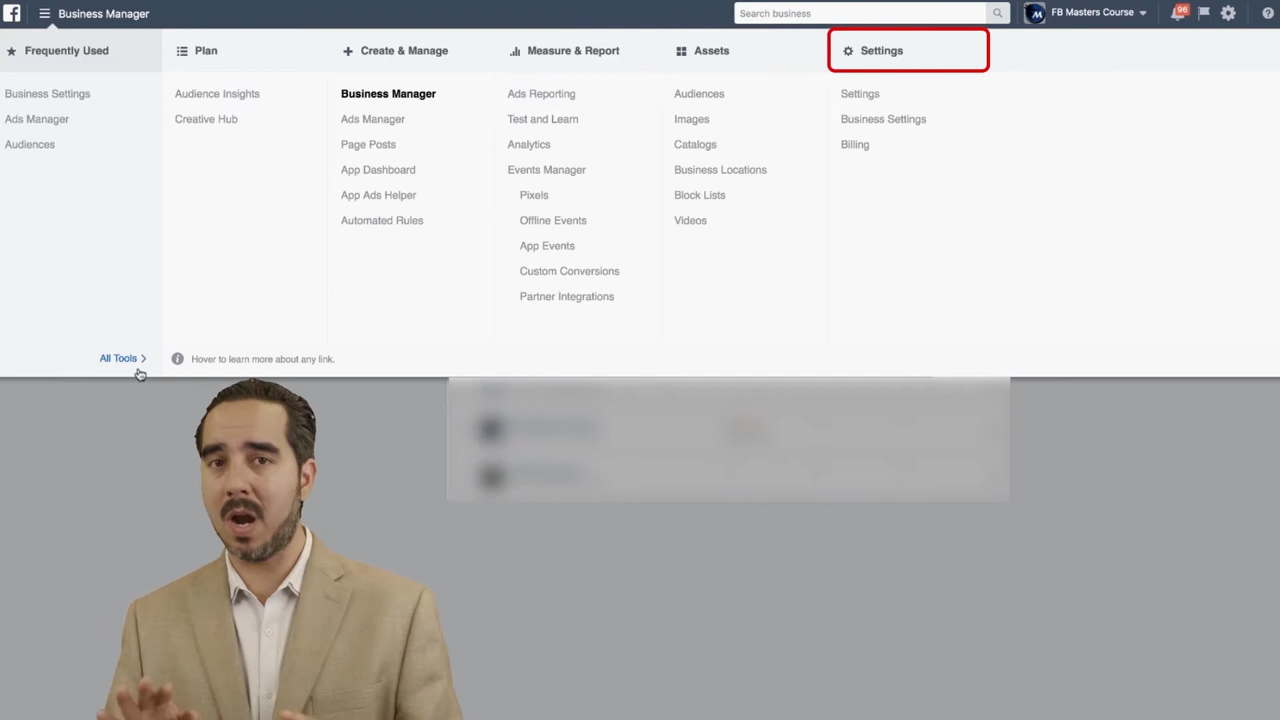 Business Manager
Search business
FB Masters Course
96
Frequently Used
Business Settings
Ads Manager
Audiences
All Tools
Plan
Audience Insights
Creative Hub
Create & Manage
Business Manager
Ads Manager
Page Posts
App Dashboard
App Ads Helper
Automated Rules
Measure & Report
Ads Reporting
Test and Learn
Analytics
Events Manager
Pixels
Offline Events
App Events
Custom Conversions
Partner Integrations
Assets
Audiences
Images
Catalogs
Business Locations
Block Lists
Videos
Settings
Settings
Business Settings
Billing
Hover to learn more about any link.